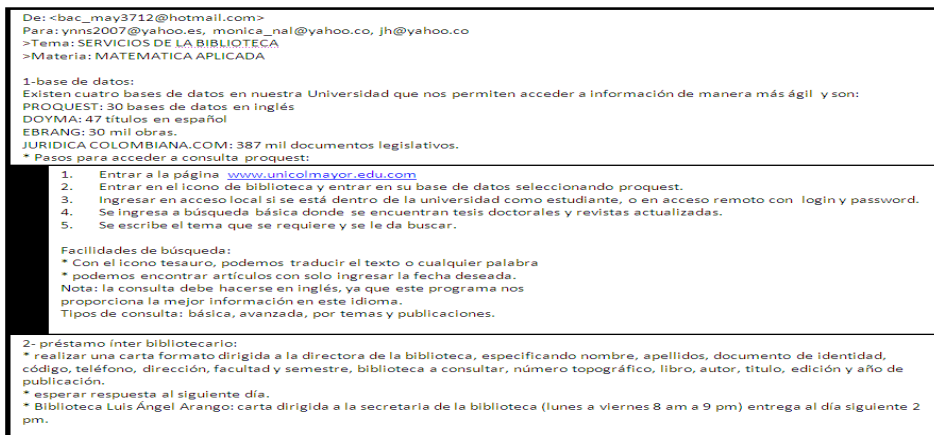 De: <bac_may3712@hotmail.com>
Para: ynns2007@yahoo.es, monica_nal@yahoo.co, jh@yahoo.co
>Tema: SERVICIOS DE LA BIBLIOTECA
>Materia: MATEMATICA APLICADA
1-base de datos:
Existen cuatro bases de datos en nuestra Universidad que nos permiten acceder a información de manera más ágil y son:
PROQUEST: 30 bases de datos en inglés
DOYMA: 47 títulos en español
EBRANG: 30 mil obras.
JURIDICA COLOMBIANA.COM: 387 mil documentos legislativos.
* Pasos para acceder a consulta proquest:
1. Entrar a la página www.unicolmayor.edu.com
2. Entrar en el icono de biblioteca y entrar en su base de datos seleccionando proquest.
3. Ingresar en acceso local si se está dentro de la universidad como estudiante, o en acceso remoto con login y password.
4. Se ingresa a búsqueda básica donde se encuentran tesis doctorales y revistas actualizadas.
5. Se escribe el tema que se requiere y se le da buscar.
Facilidades de búsqueda:
* Con el icono tesauro, podemos traducir el texto o cualquier palabra
* podemos encontrar artículos con solo ingresar la fecha deseada.
Nota: la consulta debe hacerse en inglés, ya que este programa nos
proporciona la mejor información en este idioma.
Tipos de consulta: básica, avanzada, por temas y publicaciones.
2- préstamo ínter bibliotecario:
* realizar una carta formato dirigida a la directora de la biblioteca, especificando nombre, apellidos, documento de identidad,
código, teléfono, dirección, facultad y semestre, biblioteca a consultar, número topográfico, libro, autor, titulo, edición y año de
publicación.
* esperar respuesta al siguiente día.
* Biblioteca Luis Ángel Arango: carta dirigida a la secretaria de la biblioteca (lunes a viernes 8 am a 9 pm) entrega al día siguiente 2
pm.